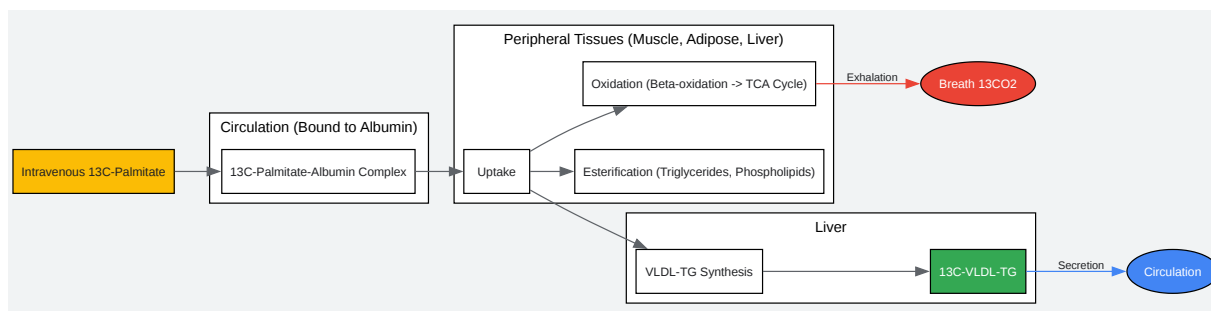 Peripheral Tissues (Muscle, Adipose, Liver)
Oxidation (Beta-oxidation -> TCA Cycle)
Exhalation
Breath 13CO2
Circulation (Bound to Albumin)
Intravenous 13C-Palmitate
13C-Palmitate-Albumin Complex
Uptake
Esterification (Triglycerides, Phospholipids)
Liver
VLDL-TG Synthesis
13C-VLDL-TG
Secretion
Circulation